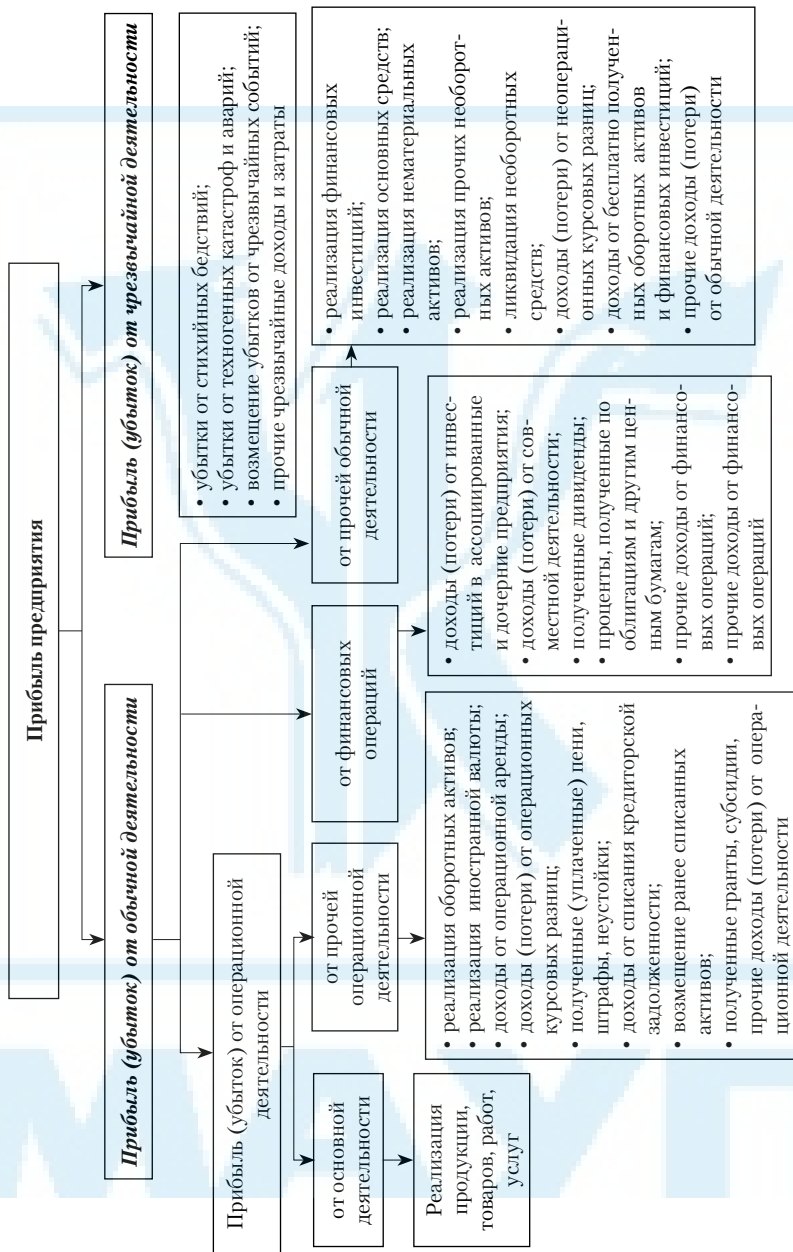 Прибыль предприятия
Прибыль (убыток) от обычной деятельности
Прибыль (убыток) от чрезвычайной деятельности
Прибыль (убыток) от операционной
деятельности
• убытки от стихийных бедствий;
• убытки от техногенных катастроф и аварий;
• возмещение убытков от чрезвычайных событий;
• прочие чрезвычайные доходы и затраты
от основной
деятельности
от прочей
операционной
деятельности
от финансовых
операций
от прочей обычной
деятельности
Реализация
продукции,
товаров, работ,
услуг
• реализация оборотных активов;
• реализация иностранной валюты;
• доходы от операционной аренды;
• доходы (потери) от операционных
курсовых разниц;
• полученные (уплаченные) пени,
штрафы, неустойки;
• доходы от списания кредиторской
задолженности;
• возмещение ранее списанных
активов;
• полученные гранты, субсидии,
прочие доходы (потери) от опера-
ционной деятельности
• доходы (потери) от инвес-
тиций в ассоциированные
и дочерние предприятия;
• доходы (потери) от сов-
местной деятельности;
• полученные дивиденды;
• проценты, полученные по
облигациям и другим цен-
ным бумагам;
• прочие доходы от финансо-
вых операций;
• прочие доходы от финансо-
вых операций
• реализация финансовых
инвестиций;
• реализация основных средств;
• реализация нематериальных
активов;
• реализация прочих необорот-
ных активов;
• ликвидация необоротных
средств;
• доходы (потери) от неопераци-
онных курсовых разниц;
• доходы от бесплатно получен-
ных оборотных активов
и финансовых инвестиций;
• прочие доходы (потери)
от обычной деятельности
МАУП